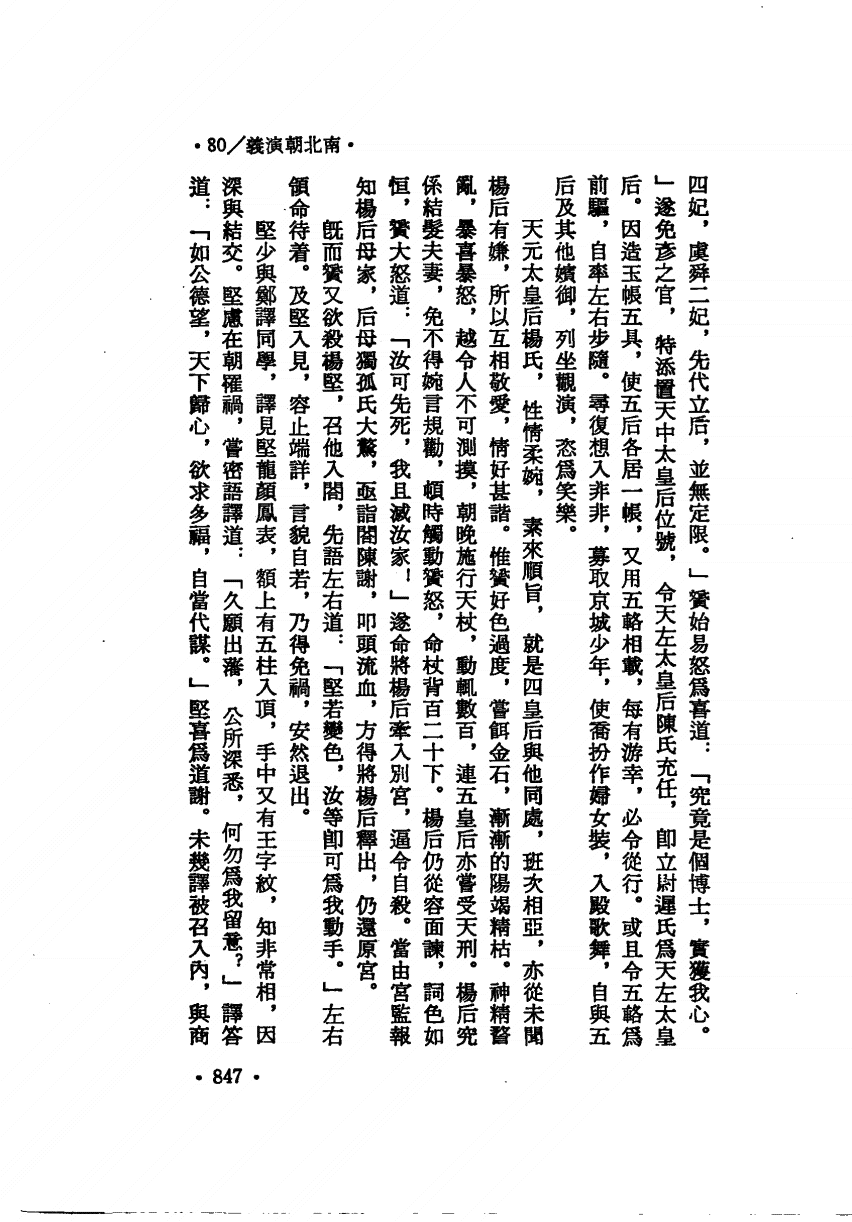 ·80／義演朝北南·
四妃，虞舜二妃，先代立后，並無定限。」贇始易怒爲喜道：「究竟是個博士，實獲我心。
」遂免彥之官，特添置天中太皇后位號，令天左太皇后陳氏充任，卽立尉遲氏爲天左太皇
后。因造玉帳五具，使五后各居一帳，又用五輅相載，每有游幸，必令從行。或且令五輅爲
前驅，自率左右步隨。尋復想入非非，募取京城少年，使喬扮作婦女裝，入殿歌舞，自與五
后及其他嬪御，列坐觀演，恣爲笑樂。
天元太皇后楊氏，性情柔婉，素來順旨，就是四皇后與他同處，班次相亞，亦從未聞
楊后有嫌，所以互相敬愛，情好甚諧。惟贇好色過度，嘗餌金石，漸漸的陽竭精枯。神精瞀
亂，暴喜暴怒，越令人不可測摸，朝晚施行天杖，動輒數百，連五皇后亦嘗受天刑。楊后究
係結髮夫妻，免不得婉言規勸，頓時觸動贇怒，命杖背百二十下。楊后仍從容面諫，詞色如
恒，贇大怒道：「汝可先死，我且滅汝家！」遂命將楊后牽入別宮，逼令自殺。當由宮監報
知楊后母家，后母獨孤氏大驚，亟詣閤陳謝，叩頭流血，方得將楊后釋出，仍還原宮。
旣而贇又欲殺楊堅，召他入閤，先語左右道：「堅若變色，汝等卽可爲我動手。」左右
領命待着。及堅入見，容止端詳，言貌自若，乃得免禍，安然退出。
堅少與鄭譯同學，譯見堅龍顏鳳表，額上有五柱入頂，手中又有王字紋，知非常相，因
深與結交。堅慮在朝罹禍，嘗密語譯道：「久願出藩，公所深悉，何勿爲我留意？」譯答
道：「如公德望，天下歸心，欲求多福，自當代謀。」堅喜爲道謝。未幾譯被召入內，與商
·847·